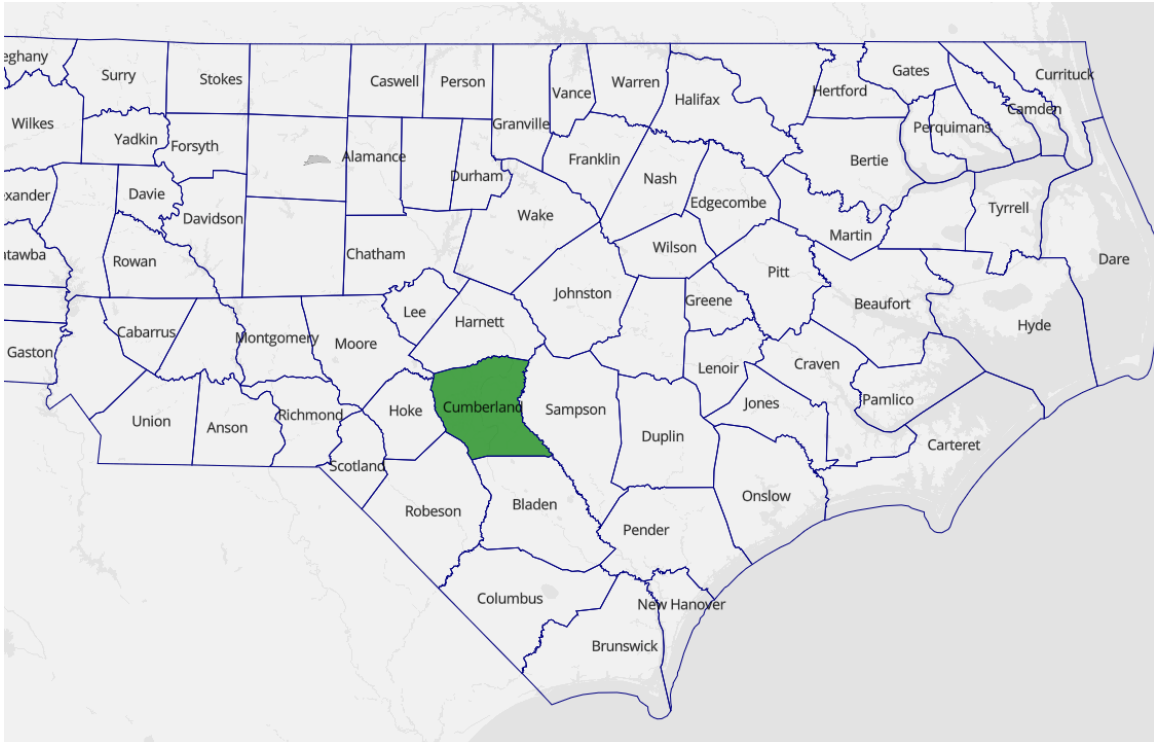 eghany
Surry
Stokes
Caswell
Person
Vance
Warren
Halifax
Hertford
Gates
Currituck
Camden
Wilkes
Yadkin
Forsyth
Alamance
Granville
Durham
Franklin
Nash
Edgecombe
Bertie
Perquimans
xander
Davie
Davidson
Chatham
Wake
Wilson
Martin
Tyrrell
Dare
tawba
Rowan
Johnston
Greene
Pitt
Beaufort
Hyde
Gaston
Cabarrus
Montgomery
Moore
Lee
Harnett
Lenoir
Craven
Pamlico
Union
Anson
Richmond
Scotland
Hoke
Cumberland
Sampson
Duplin
Jones
Carteret
Robeson
Bladen
Pender
Onslow
Columbus
New Hanover
Brunswick